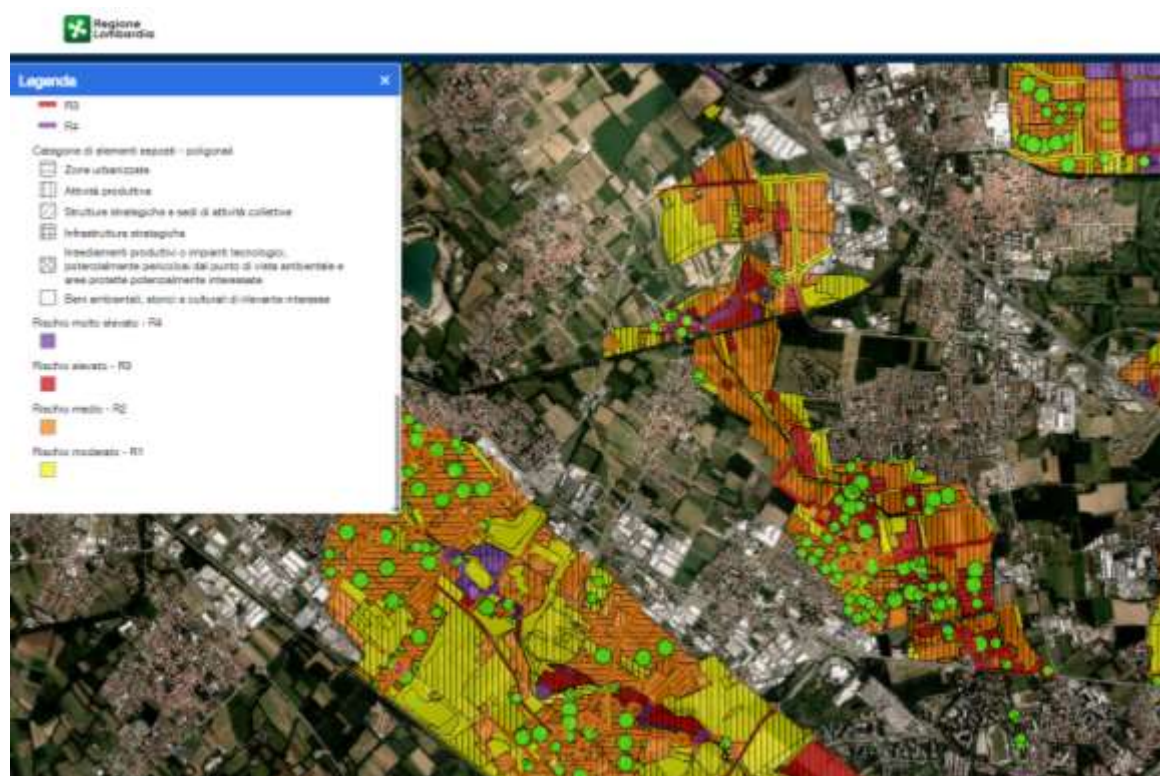 Regione
Lombardia
Legenda ×
R3
R4
Categorie di elementi esposti - poligonali
Zone urbanizzate
Attività produttive
Strutture strategiche e sedi di attività collettive
Infrastrutture strategiche
Insediamenti produttivi o impianti tecnologici,
potenzialmente pericolosi dal punto di vista ambientale e
aree protette potenzialmente interessate
Beni ambientali, storici e culturali di rilevante interesse
Rischio molto elevato - R4
Rischio elevato - R3
Rischio medio - R2
Rischio moderato - R1